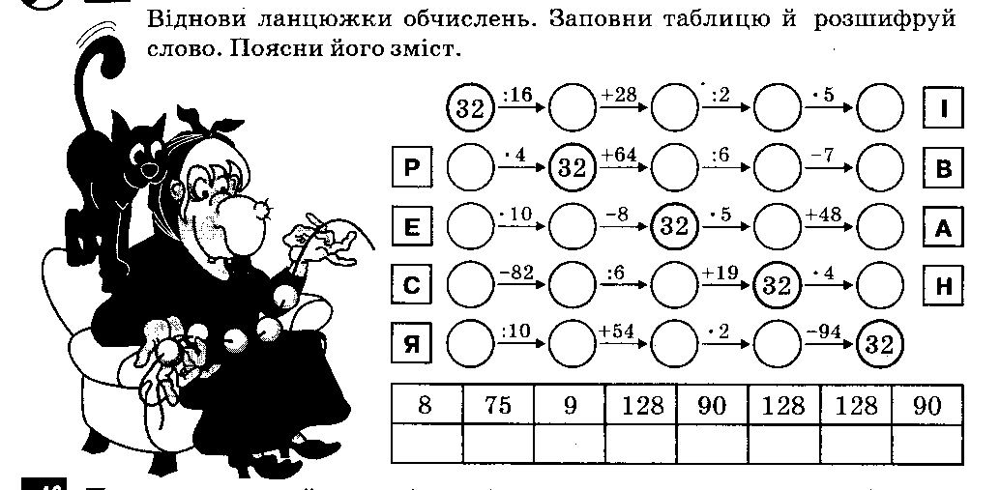 Віднови ланцюжки обчислень. Заповни таблицю й розшифруй
слово. Поясни його зміст.
32 :16 +28 :2 ·5 І
Р ·4 32 +64 :6 −7 В
Е ·10 −8 32 ·5 +48 А
С −82 :6 +19 32 ·4 Н
Я :10 +54 ·2 −94 32
8 75 9 128 90 128 128 90